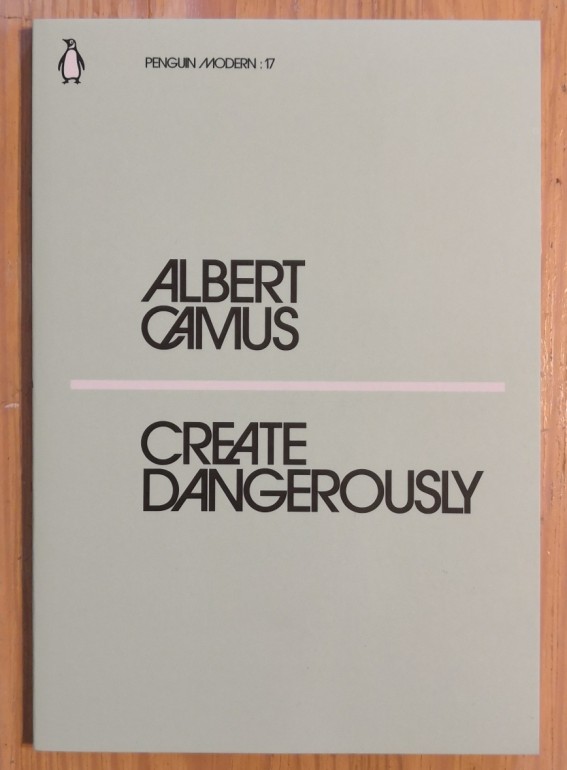 PENGUIN MODERN : 17
ALBERT
CAMUS
CREATE
DANGEROUSLY